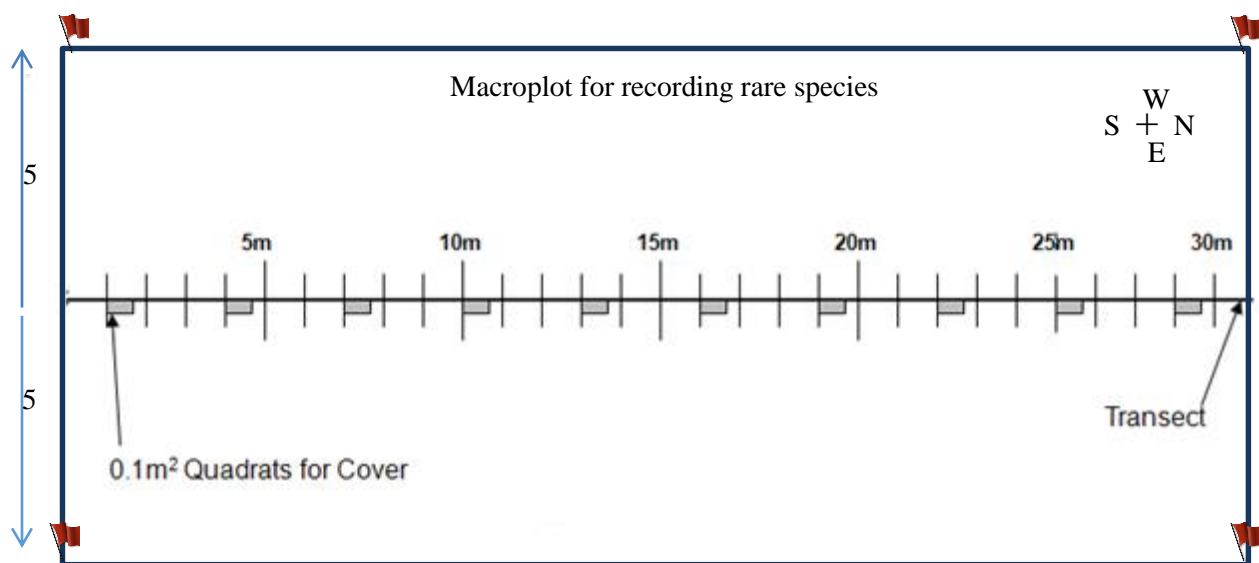 Macroplot for recording rare species
W
S + N
E
5
5m 10m 15m 20m 25m 30m
5
Transect
0.1m² Quadrats for Cover